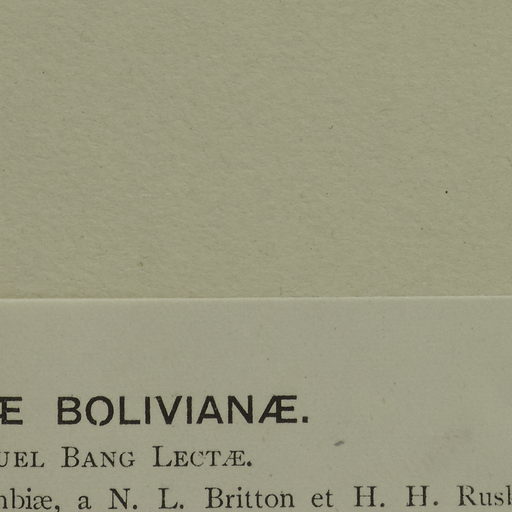 Æ BOLIVIANÆ.
UEL BANG LECTÆ.
nbiæ, a N. L. Britton et H. H. Rusb